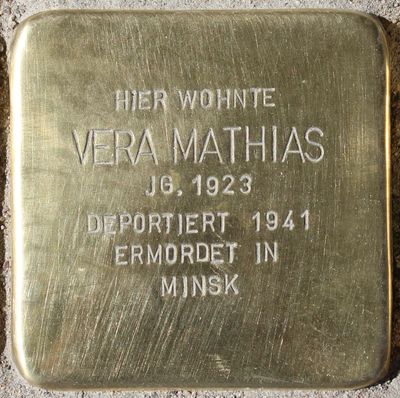 HIER WOHNTE
VERA MATHIAS
JG. 1923
DEPORTIERT 1941
ERMORDET IN
MINSK